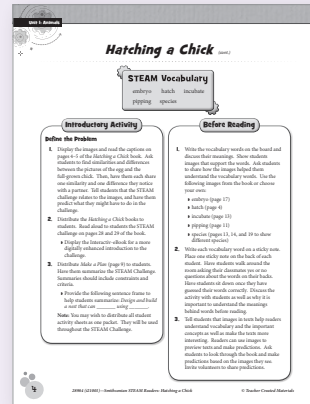 Unit 1: Animals
Hatching a Chick (cont.)
STEAM Vocabulary
embryo hatch incubate
pipping species
Introductory Activity
Define the Problem
1. Display the images and read the captions on
pages 4–5 of the Hatching a Chick book. Ask
students to find similarities and differences
between the pictures of the egg and the
full-grown chick. Then, have them each share
one similarity and one difference they notice
with a partner. Tell students that the STEAM
challenge relates to the images, and have them
predict what they might have to do in the
challenge.
2. Distribute the Hatching a Chick books to
students. Read aloud to students the STEAM
challenge on pages 28 and 29 of the book.
Display the Interactiv-eBook for a more
digitally enhanced introduction to the
challenge.
3. Distribute Make a Plan (page 9) to students.
Have them summarize the STEAM Challenge.
Summaries should include constraints and
criteria.
Provide the following sentence frame to
help students summarize: Design and build
a nest that can _____ using _____.
Note: You may wish to distribute all student
activity sheets as one packet. They will be used
throughout the STEAM Challenge.
Before Reading
1. Write the vocabulary words on the board and
discuss their meanings. Show students
images that support the words. Ask students
to share how the images helped them
understand the vocabulary words. Use the
following images from the book or choose
your own:
embryo (page 17)
hatch (page 4)
incubate (page 13)
pipping (page 11)
species (pages 13, 14, and 19 to show
different species)
2. Write each vocabulary word on a sticky note.
Place one sticky note on the back of each
student. Have students walk around the
room asking their classmates yes or no
questions about the words on their backs.
Have students sit down once they have
guessed their words correctly. Discuss the
activity with students as well as why it is
important to understand the meanings
behind words before reading.
3. Tell students that images in texts help readers
understand vocabulary and the important
concepts as well as make the text more
interesting. Readers can use images to
preview texts and make predictions. Ask
students to look through the book and make
predictions based on the images they see.
Invite volunteers to share predictions.
4
© Teacher Created Materials